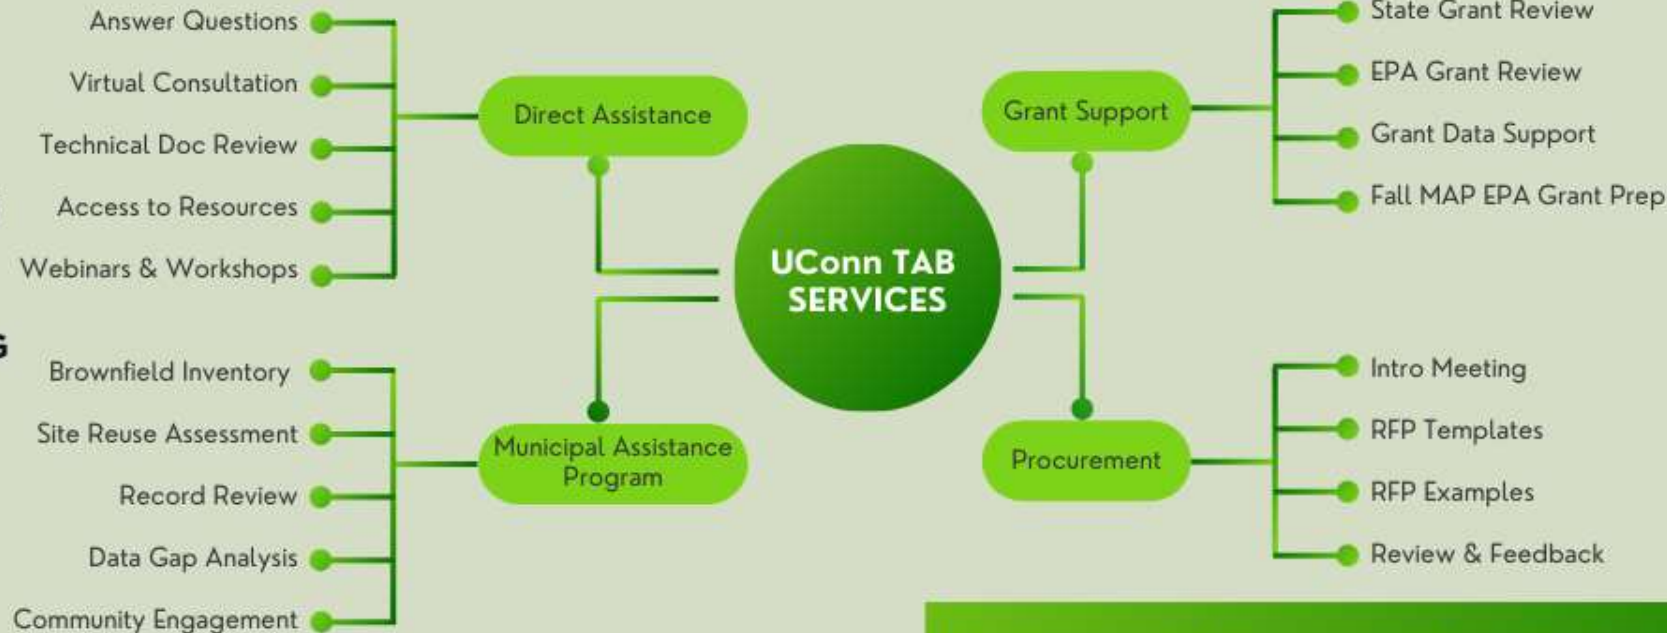 Answer Questions
Virtual Consultation
Technical Doc Review
Access to Resources
Webinars & Workshops
Direct Assistance
Brownfield Inventory
Site Reuse Assessment
Record Review
Data Gap Analysis
Community Engagement
Municipal Assistance
Program
UConn TAB
SERVICES
Grant Support
State Grant Review
EPA Grant Review
Grant Data Support
Fall MAP EPA Grant Prep
Procurement
Intro Meeting
RFP Templates
RFP Examples
Review & Feedback